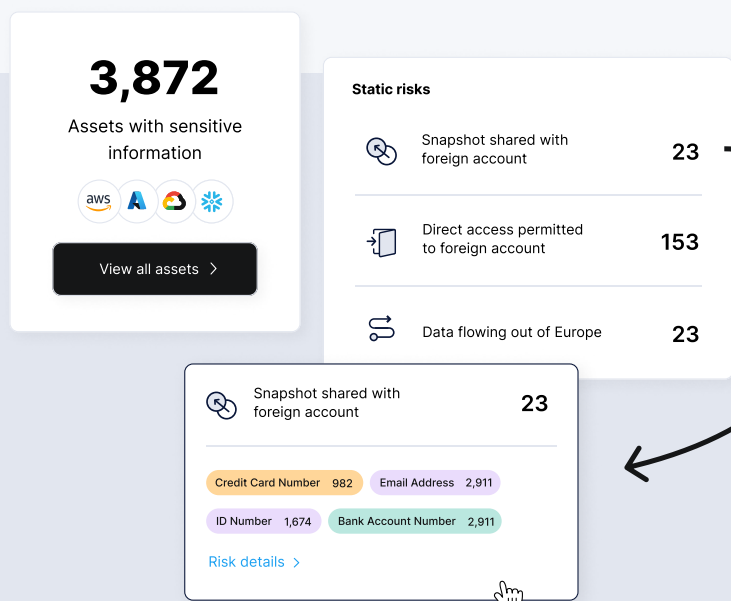 3,872
Assets with sensitive
information
aws
View all assets
Static risks
Snapshot shared with
foreign account
23
Direct access permitted
to foreign account
153
Data flowing out of Europe
23
Snapshot shared with
foreign account
23
Credit Card Number 982
Email Address 2,911
ID Number 1,674
Bank Account Number 2,911
Risk details